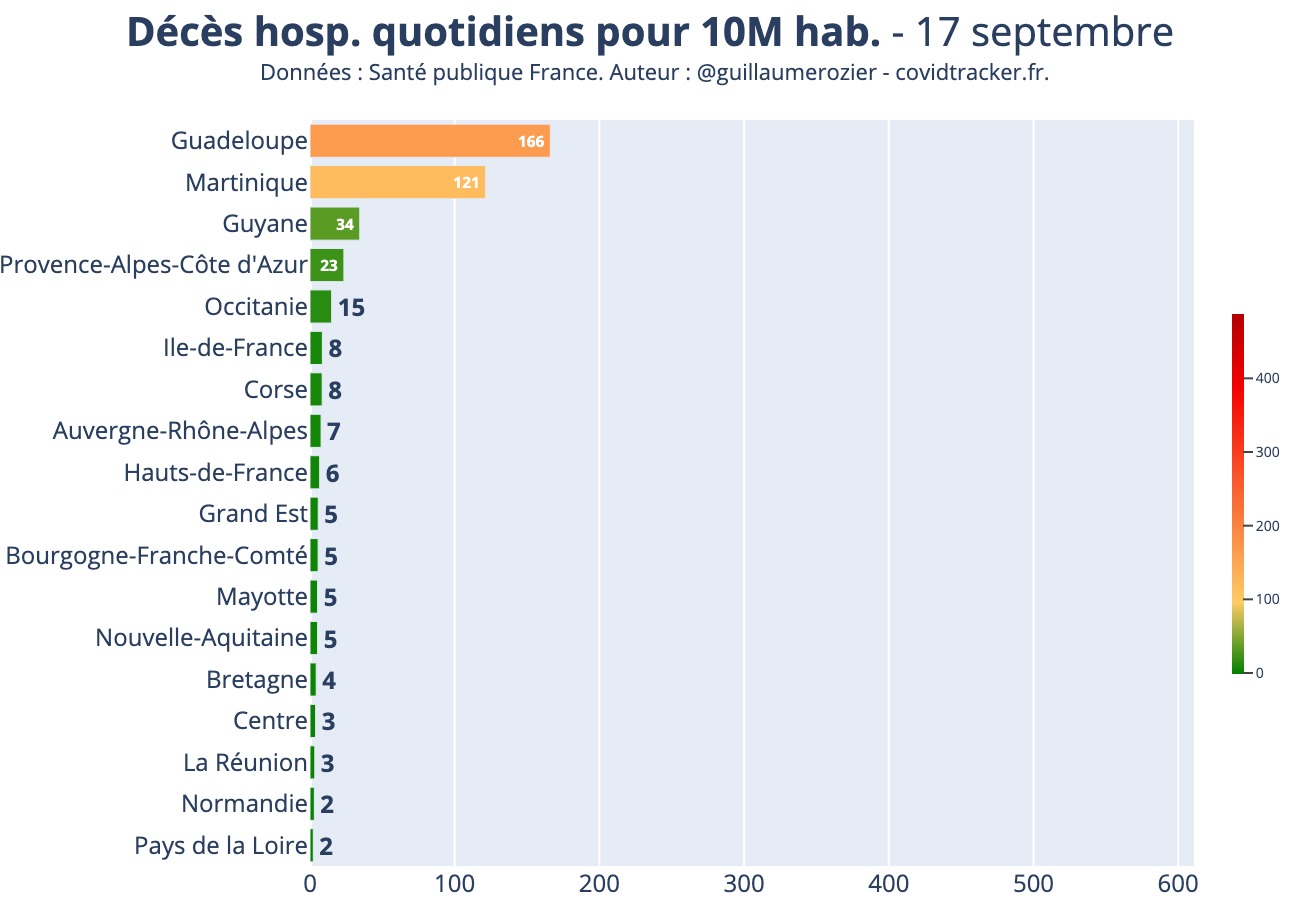 Décès hosp. quotidiens pour 10M hab. - 17 septembre
Données : Santé publique France. Auteur : @guillaumerozier - covidtracker.fr.
Guadeloupe 166
Martinique 121
Guyane 34
Provence-Alpes-Côte d'Azur 23
Occitanie 15
Ile-de-France 8
Corse 8
Auvergne-Rhône-Alpes 7
Hauts-de-France 6
Grand Est 5
Bourgogne-Franche-Comté 5
Mayotte 5
Nouvelle-Aquitaine 5
Bretagne 4
Centre 3
La Réunion 3
Normandie 2
Pays de la Loire 2
0 100 200 300 400 500 600
400
300
200
100
0